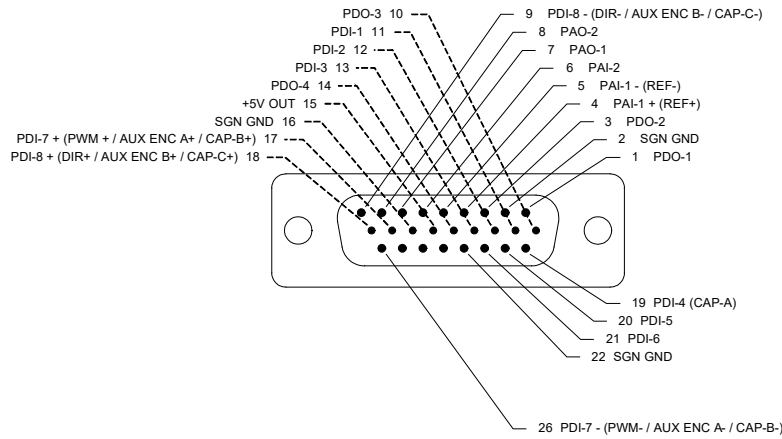 PDO-3 10
PDI-1 11
PDI-2 12
PDI-3 13
PDO-4 14
+5V OUT 15
SGN GND 16
PDI-7 + (PWM + / AUX ENC A+ / CAP-B+) 17
PDI-8 + (DIR+ / AUX ENC B+ / CAP-C+) 18
9 PDI-8 - (DIR- / AUX ENC B- / CAP-C-)
8 PAO-2
7 PAO-1
6 PAI-2
5 PAI-1 - (REF-)
4 PAI-1 + (REF+)
3 PDO-2
2 SGN GND
1 PDO-1
19 PDI-4 (CAP-A)
20 PDI-5
21 PDI-6
22 SGN GND
26 PDI-7 - (PWM- / AUX ENC A- / CAP-B-)